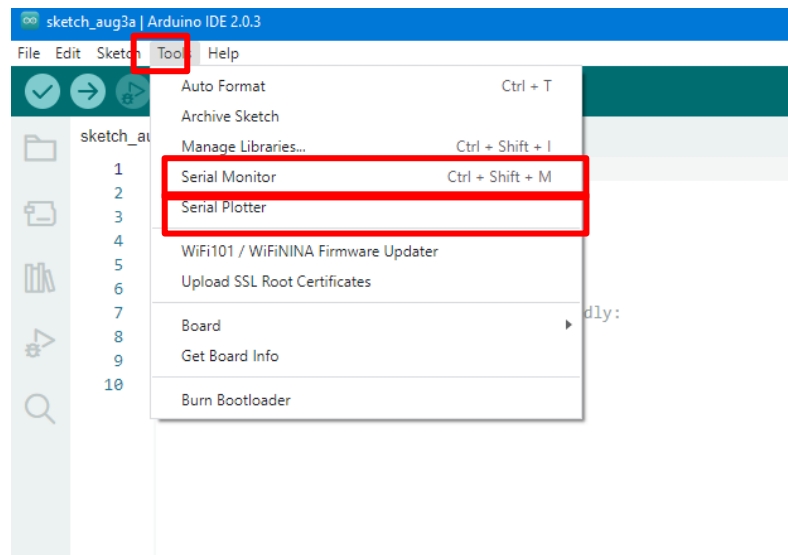 sketch_aug3a | Arduino IDE 2.0.3
File Edit Sketch Tools Help
sketch_au
Auto Format Ctrl + T
Archive Sketch
Manage Libraries... Ctrl + Shift + I
Serial Monitor Ctrl + Shift + M
Serial Plotter
WiFi101 / WiFiNINA Firmware Updater
Upload SSL Root Certificates
Board
Get Board Info
Burn Bootloader
1
2
3
4
5
6
7 dly:
8
9
10